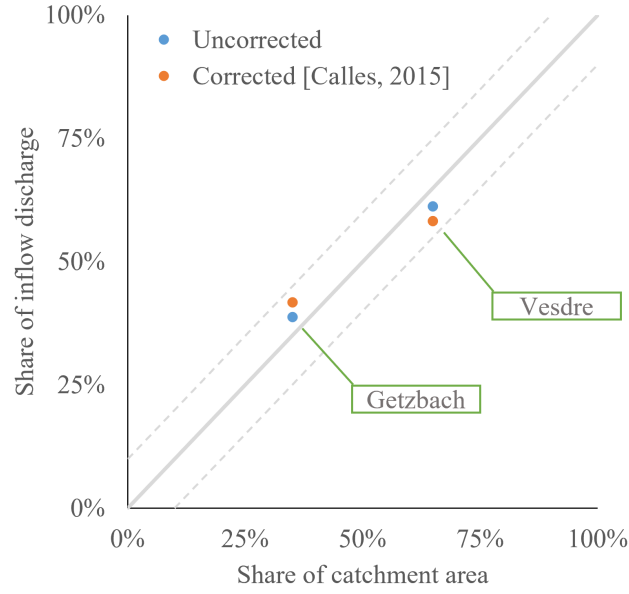 100%
Uncorrected
Corrected [Calles, 2015]
75%
50%
25%
0%
Share of inflow discharge
Vesdre
Getzbach
0% 25% 50% 75% 100%
Share of catchment area